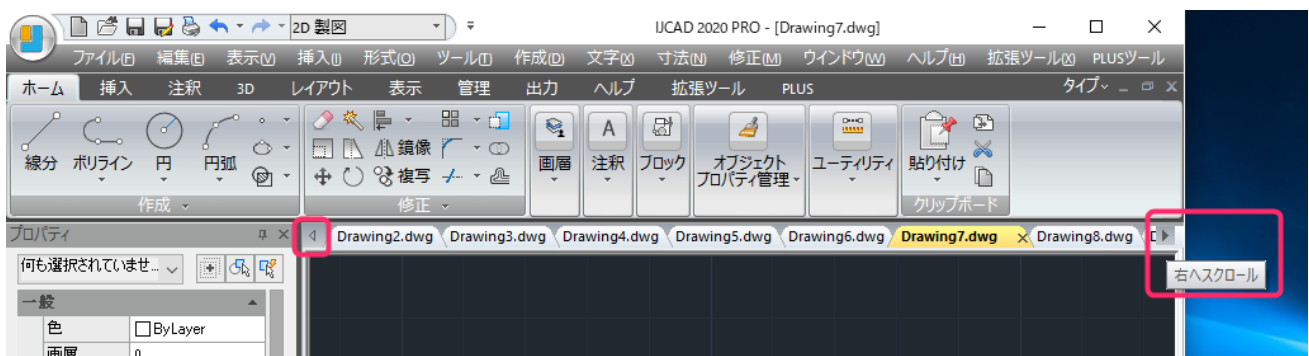 2D 製図
IJCAD 2020 PRO - [Drawing7.dwg]
ファイル(F) 編集(E) 表示(V) 挿入(I) 形式(O) ツール(T) 作成(D) 文字(X) 寸法(N) 修正(M) ウインドウ(W) ヘルプ(H) 拡張ツール(X) PLUSツール
ホーム 挿入 注釈 3D レイアウト 表示 管理 出力 ヘルプ 拡張ツール PLUS タイプ
線分 ポリライン 円 円弧 鏡像 複写 画層 注釈 ブロック オブジェクト
プロパティ管理 ユーティリティ 貼り付け
作成 修正 クリップボード
プロパティ
Drawing2.dwg Drawing3.dwg Drawing4.dwg Drawing5.dwg Drawing6.dwg Drawing7.dwg Drawing8.dwg
何も選択されていませ...
右へスクロール
一般
色 ByLayer
画層 0